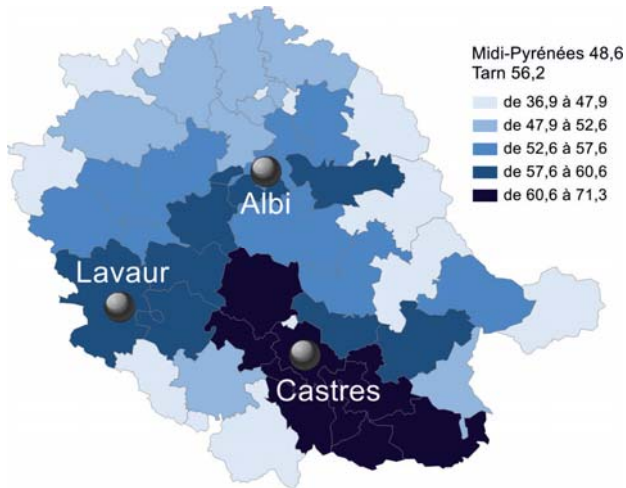 Midi-Pyrénées 48,6
Tarn 56,2
de 36,9 à 47,9
de 47,9 à 52,6
de 52,6 à 57,6
de 57,6 à 60,6
de 60,6 à 71,3
Albi
Lavaur
Castres